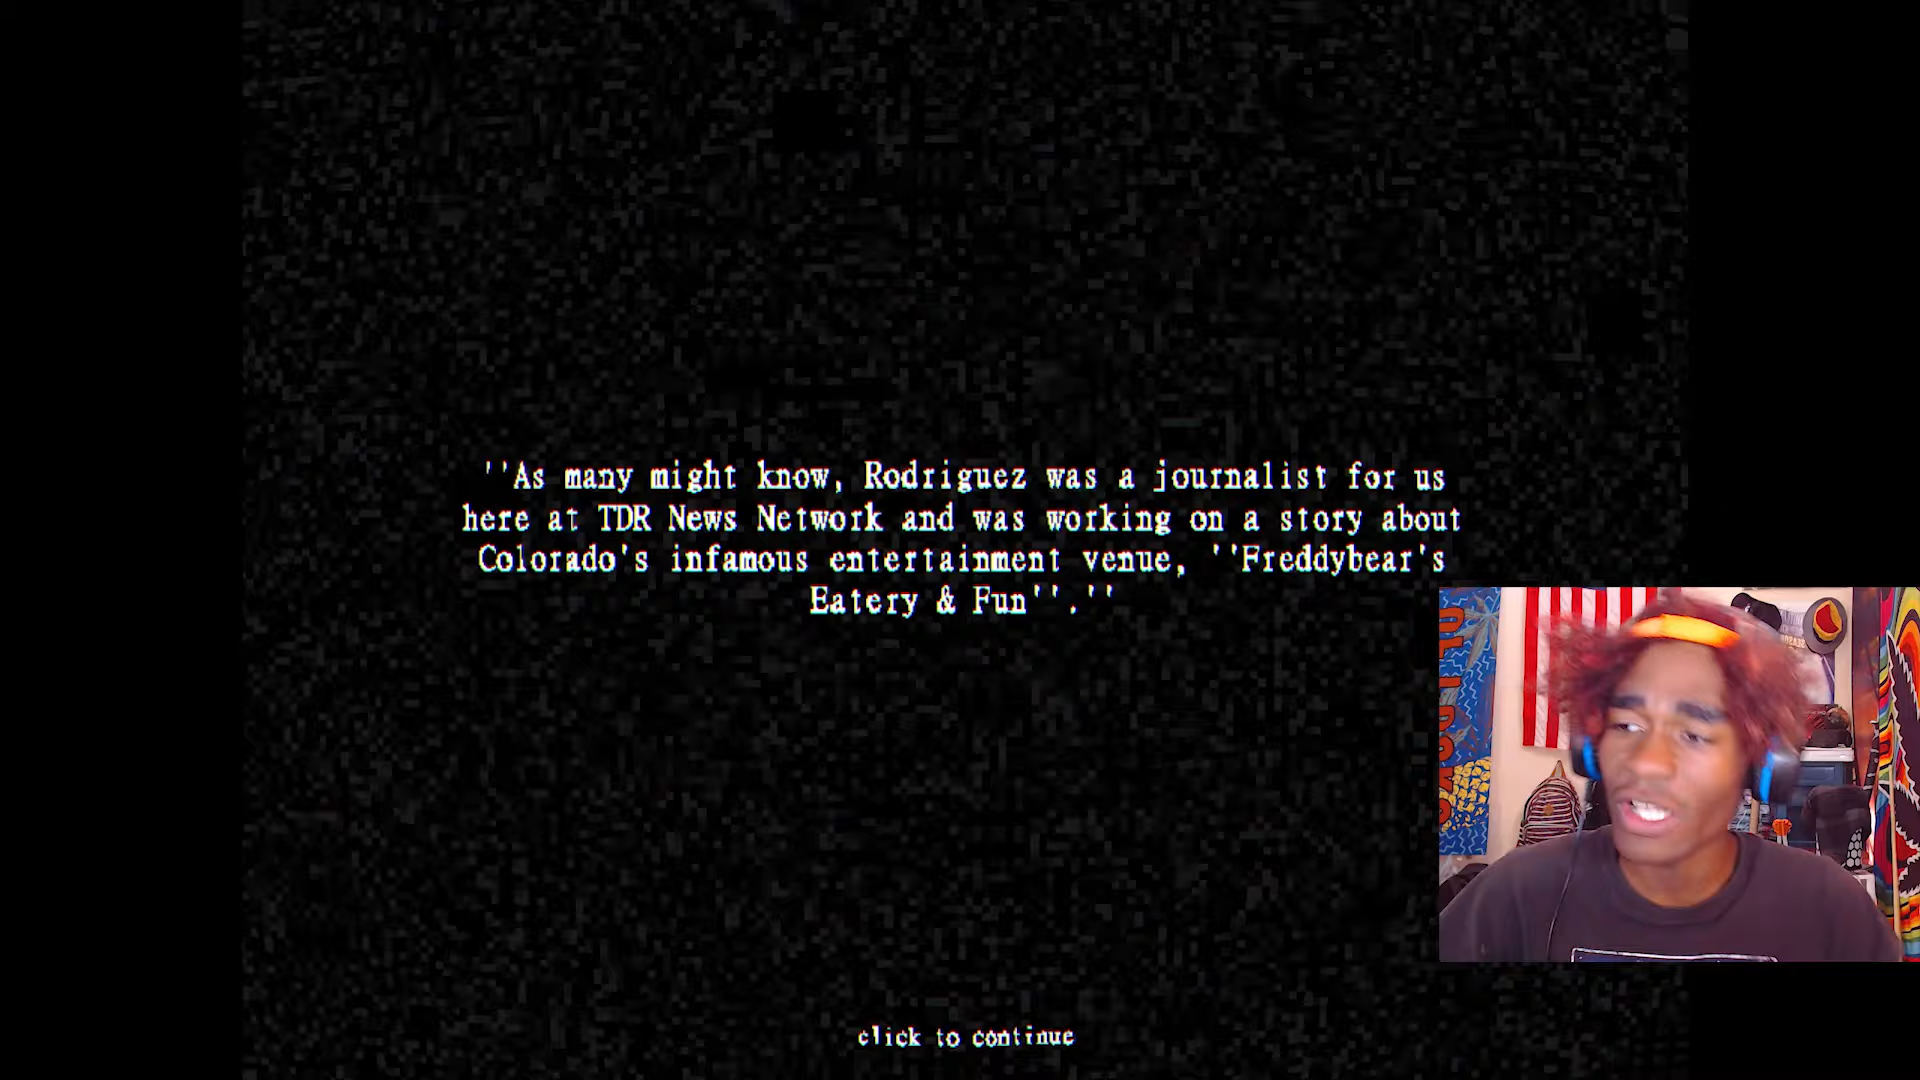 ''As many might know, Rodriguez was a journalist for us
here at TDR News Network and was working on a story about
Colorado's infamous entertainment venue, ''Freddybear's
Eatery & Fun''.''
click to continue